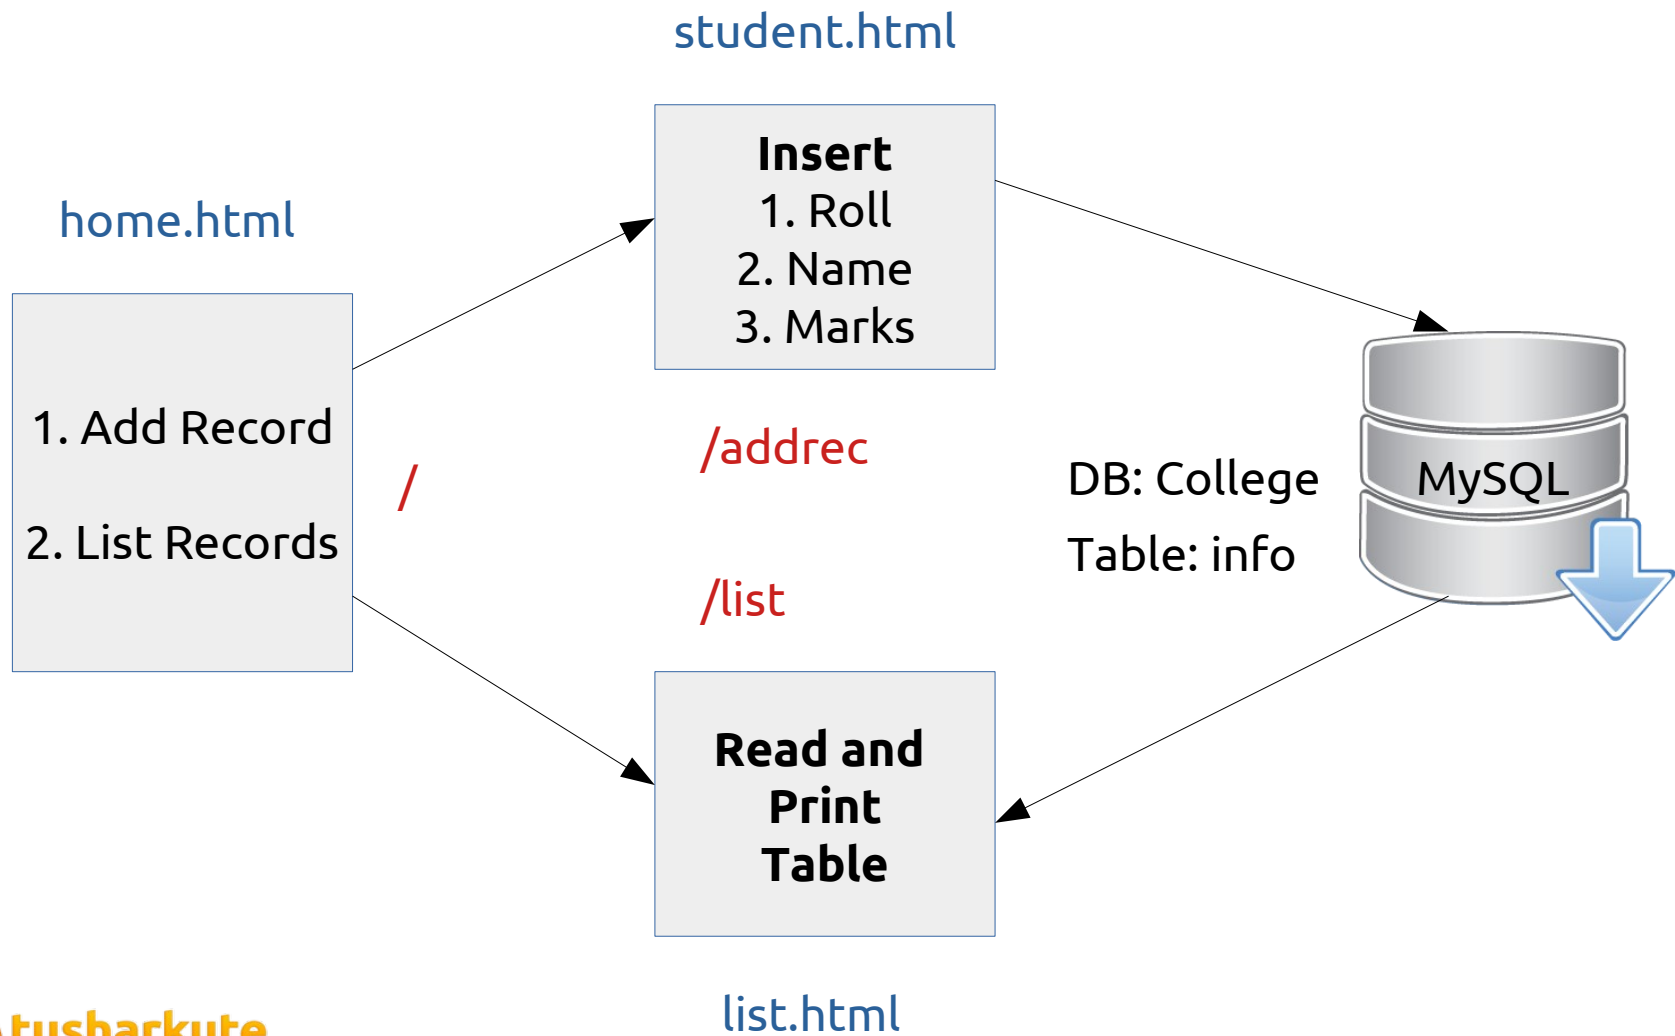 student.html
Insert
1. Roll
2. Name
3. Marks
home.html
1. Add Record
2. List Records
/
/addrec
/list
DB: College
Table: info
MySQL
Read and
Print
Table
list.html
tusharkute